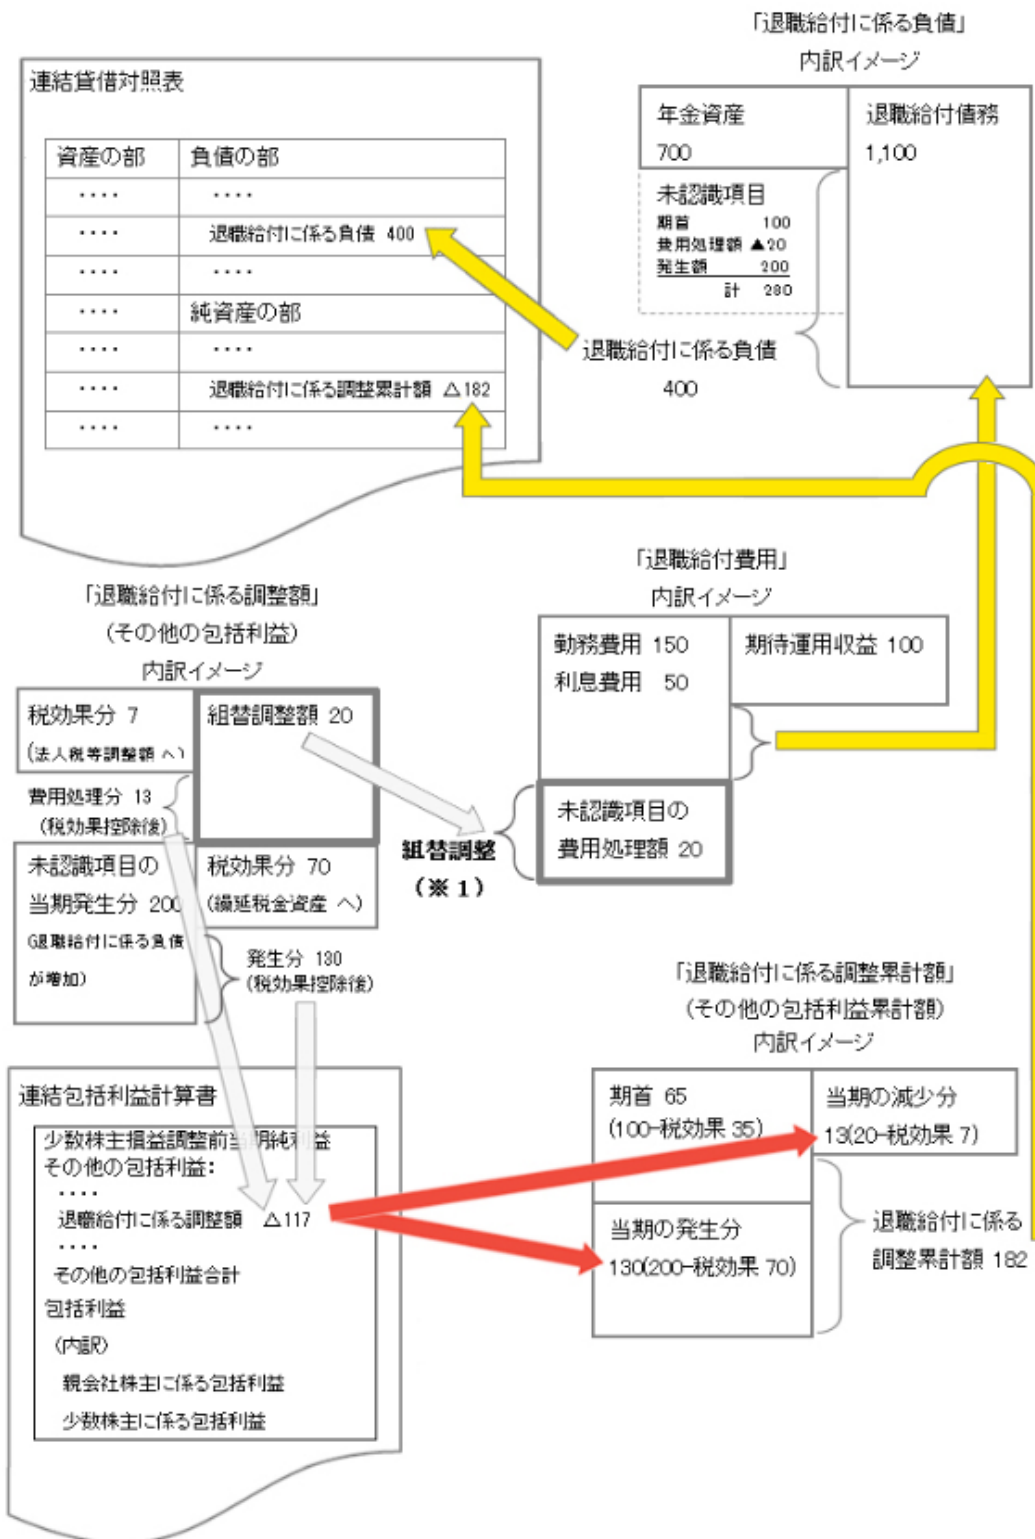 「退職給付に係る負債」
内訳イメージ
連結貸借対照表
資産の部 負債の部
‥‥ ‥‥
‥‥ 退職給付に係る負債 400
‥‥ ‥‥
‥‥ 純資産の部
‥‥ ‥‥
‥‥ 退職給付に係る調整累計額 △182
‥‥ ‥‥
年金資産
700
退職給付債務
1,100
未認識項目
期首 100
費用処理額 ▲20
発生額 200
計 280
退職給付に係る負債
400
「退職給付に係る調整額」
(その他の包括利益)
内訳イメージ
税効果分 7
(法人税等調整額 へ)
組替調整額 20
費用処理分 13
(税効果控除後)
未認識項目の
当期発生分 200
(退職給付に係る負債
が増加)
税効果分 70
(繰延税金資産 へ)
発生分 130
(税効果控除後)
「退職給付費用」
内訳イメージ
勤務費用 150
利息費用 50
期待運用収益 100
未認識項目の
費用処理額 20
組替調整
(※1)
連結包括利益計算書
少数株主損益調整前当期純利益
その他の包括利益:
‥‥
退職給付に係る調整額 △117
‥‥
その他の包括利益合計
包括利益
(内訳)
親会社株主に係る包括利益
少数株主に係る包括利益
「退職給付に係る調整累計額」
(その他の包括利益累計額)
内訳イメージ
期首 65
(100-税効果 35)
当期の減少分
13(20-税効果 7)
当期の発生分
130(200-税効果 70)
退職給付に係る
調整累計額 182